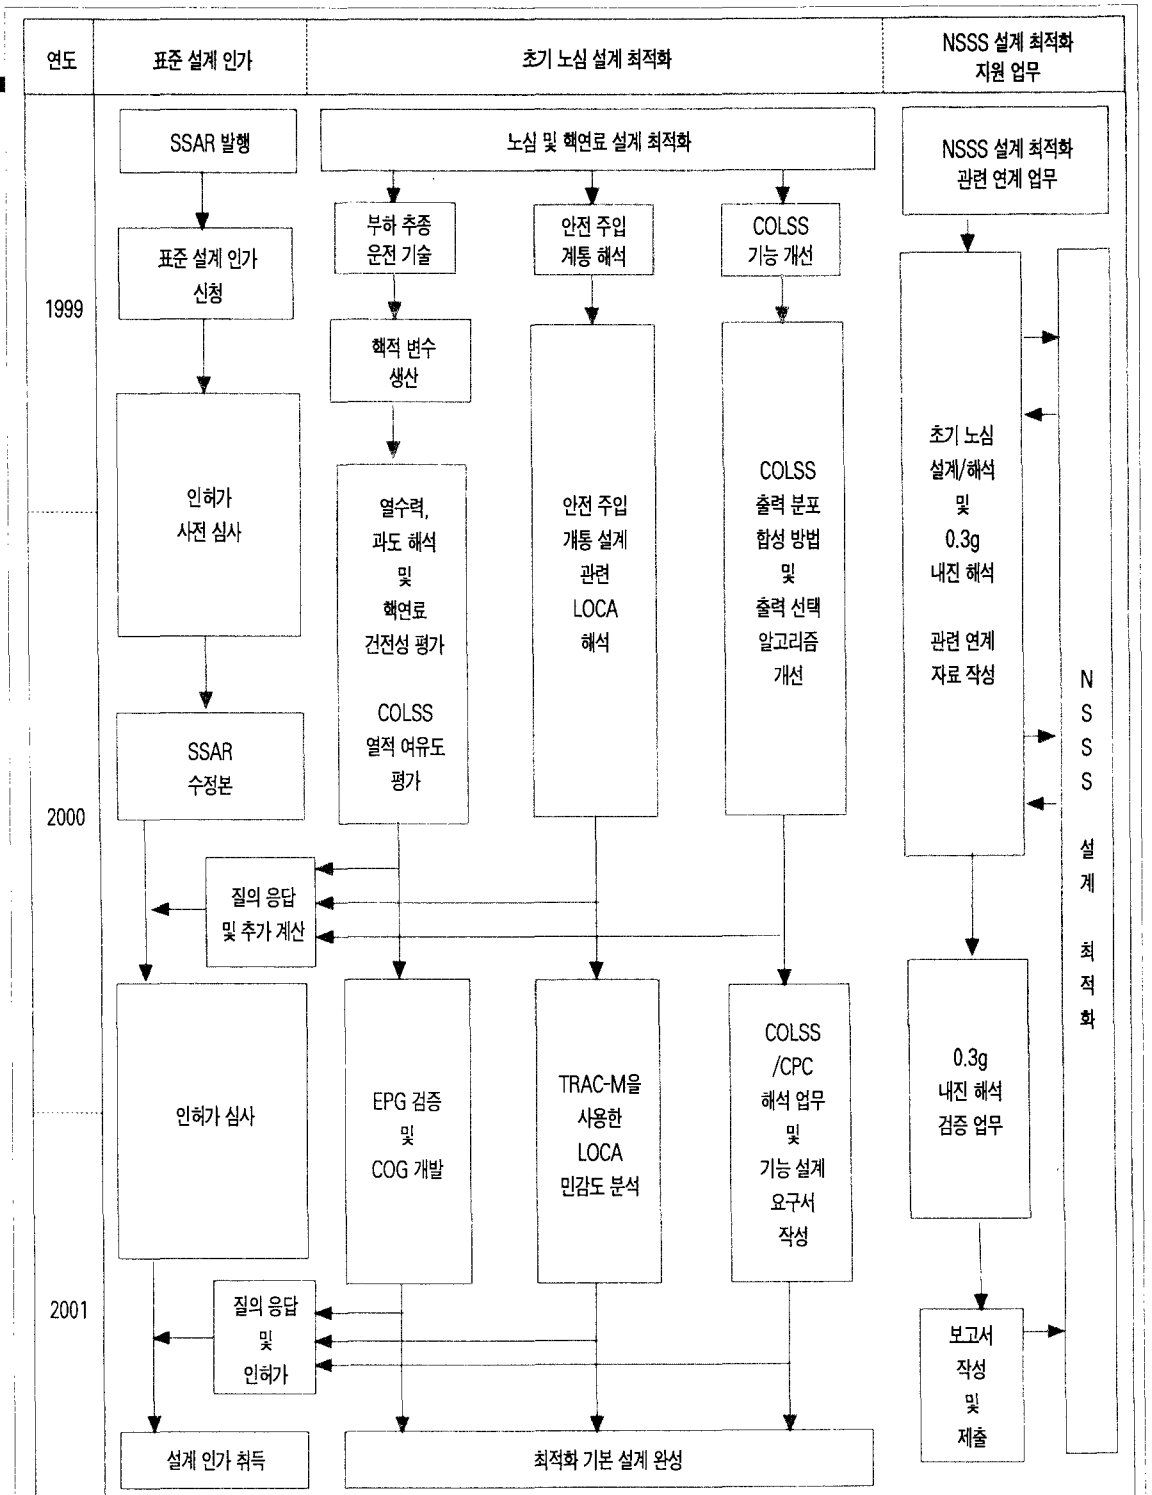 연도
표준 설계 인가
초기 노심 설계 최적화
NSSS 설계 최적화
지원 업무
1999
2000
2001
SSAR 발행
표준 설계 인가
신청
인허가
사전 심사
SSAR
수정본
질의 응답
및 추가 계산
인허가 심사
질의 응답
및
인허가
설계 인가 취득
노심 및 핵연료 설계 최적화
부하 추종
운전 기술
핵적 변수
생산
열수력,
과도 해석
및
핵연료
건전성 평가
COLSS
열적 여유도
평가
EPG 검증
및
COG 개발
안전 주입
계통 해석
안전 주입
걔통 설계
관련
LOCA
해석
TRAC-M을
사용한
LOCA
민감도 분석
COLSS
기능 개선
COLSS
출력 분포
합성 방법
및
출력 선택
알고리즘
개선
COLSS
/CPC
해석 업무
및
기능 설계
요구서
작성
최적화 기본 설계 완성
NSSS 설계 최적화
관련 연계 업무
초기 노심
설계/해석
및
0.3g
내진 해석
관련 연계
자료 작성
0.3g
내진 해석
검증 업무
보고서
작성
및
제출
NSSS 설계 최적화